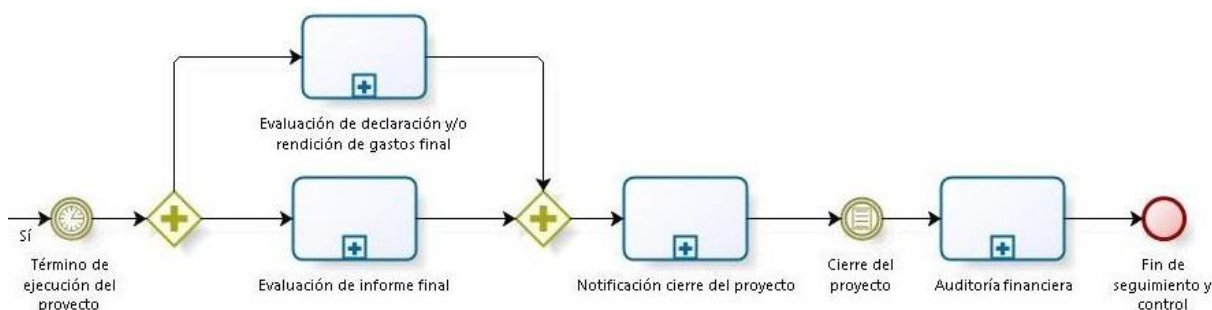 Evaluación de declaración y/o
rendición de gastos final
Sí
Término de
ejecución del
proyecto
Evaluación de informe final
Notificación cierre del proyecto
Cierre del
proyecto
Auditoría financiera
Fin de
seguimiento y
control